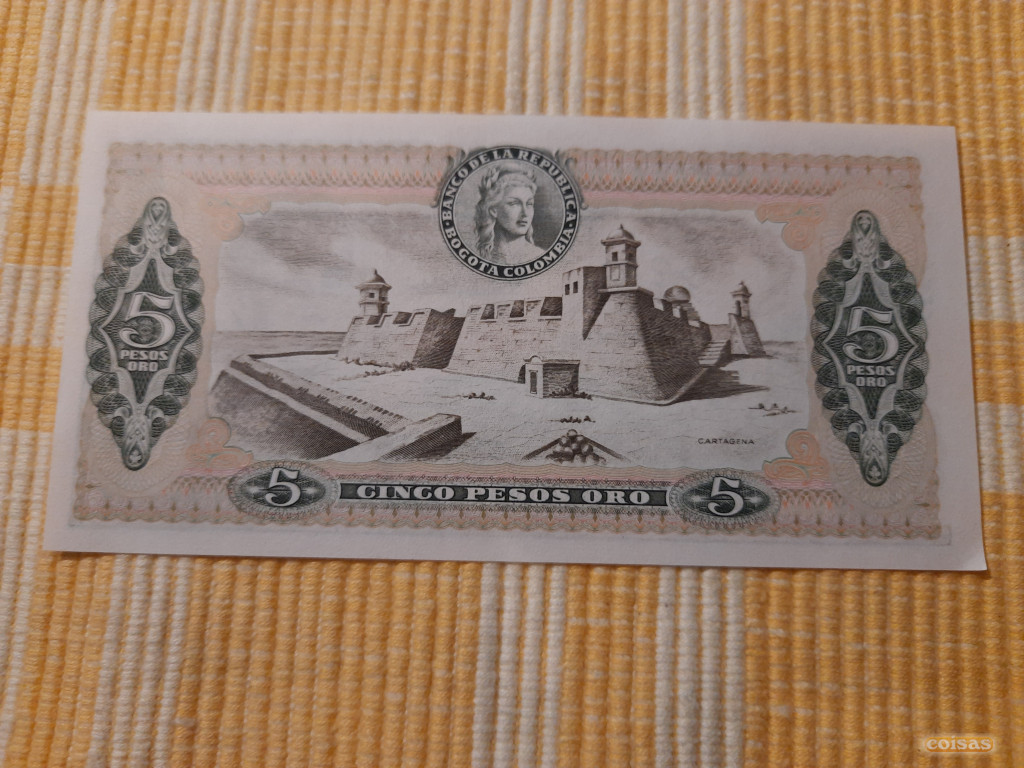 BANCO DE LA REPUBLICA
BOGOTA COLOMBIA
5
PESOS
ORO
5
PESOS
ORO
CARTAGENA
5
CINCO PESOS ORO
5
coisas